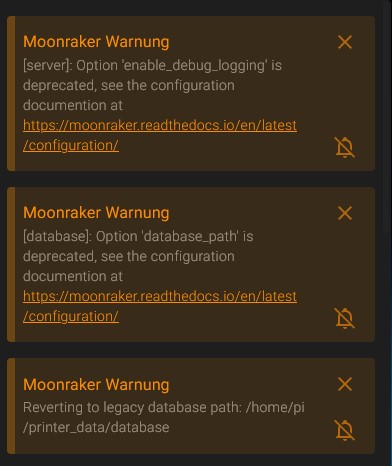 Moonraker Warnung
[server]: Option 'enable_debug_logging' is
deprecated, see the configuration
documention at
https://moonraker.readthedocs.io/en/latest
/configuration/
Moonraker Warnung
[database]: Option 'database_path' is
deprecated, see the configuration
documention at
https://moonraker.readthedocs.io/en/latest
/configuration/
Moonraker Warnung
Reverting to legacy database path: /home/pi
/printer_data/database